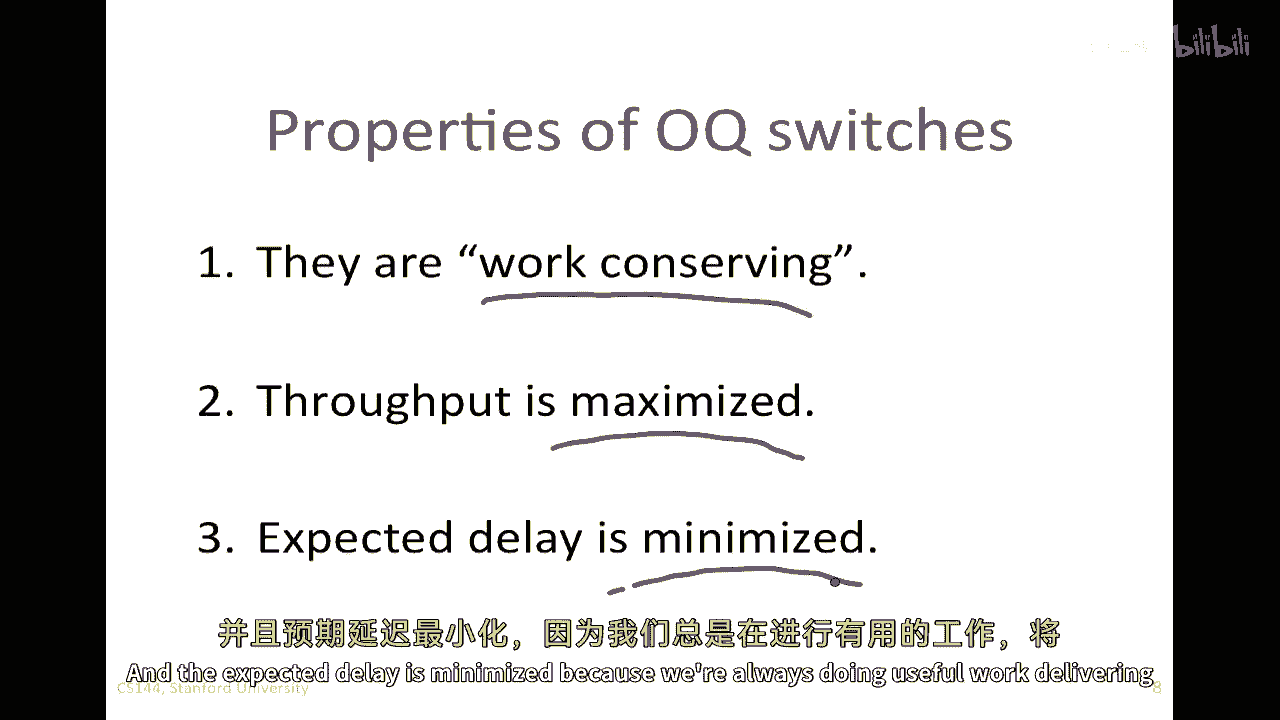 bilibili
Properties of OQ switches
1. They are “work conserving”.
2. Throughput is maximized.
3. Expected delay is minimized.
并且预期延迟最小化，因为我们总是在进行有用的工作，将
And the expected delay is minimized because we're always doing useful work delivering
CS144, Stanford University
8